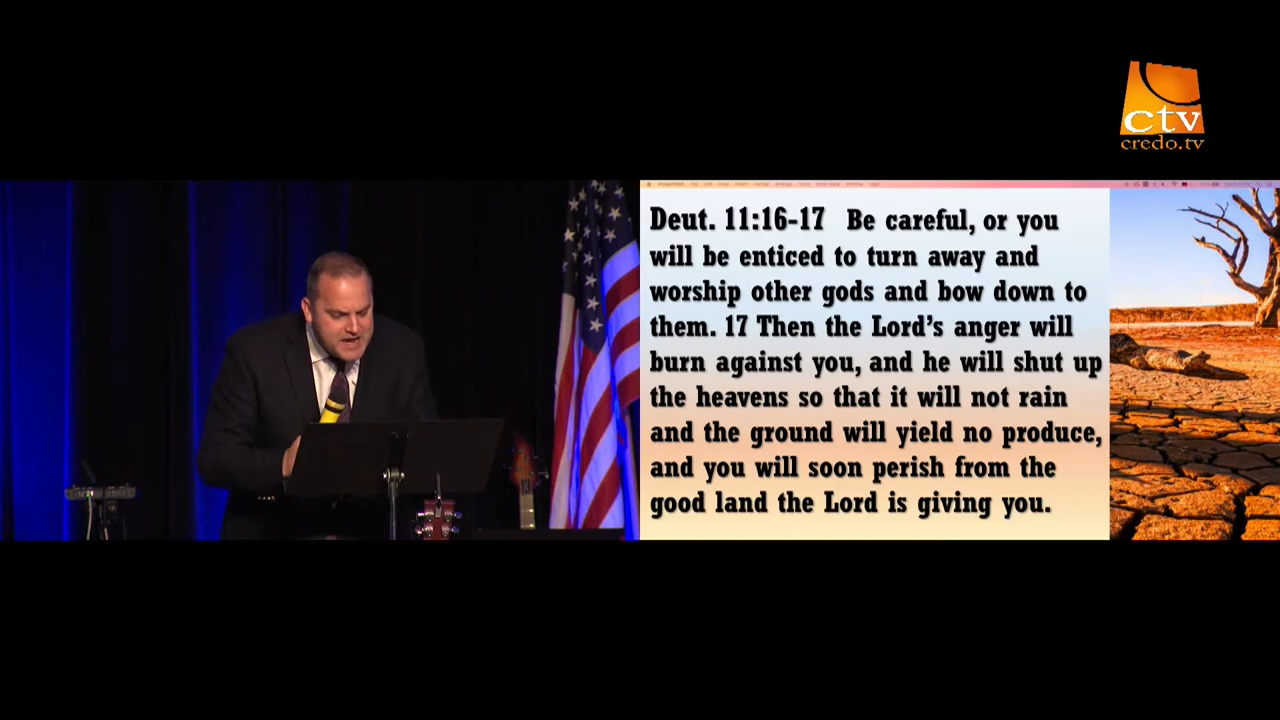 ctv
credo.tv
Deut. 11:16-17 Be careful, or you
will be enticed to turn away and
worship other gods and bow down to
them. 17 Then the Lord’s anger will
burn against you, and he will shut up
the heavens so that it will not rain
and the ground will yield no produce,
and you will soon perish from the
good land the Lord is giving you.